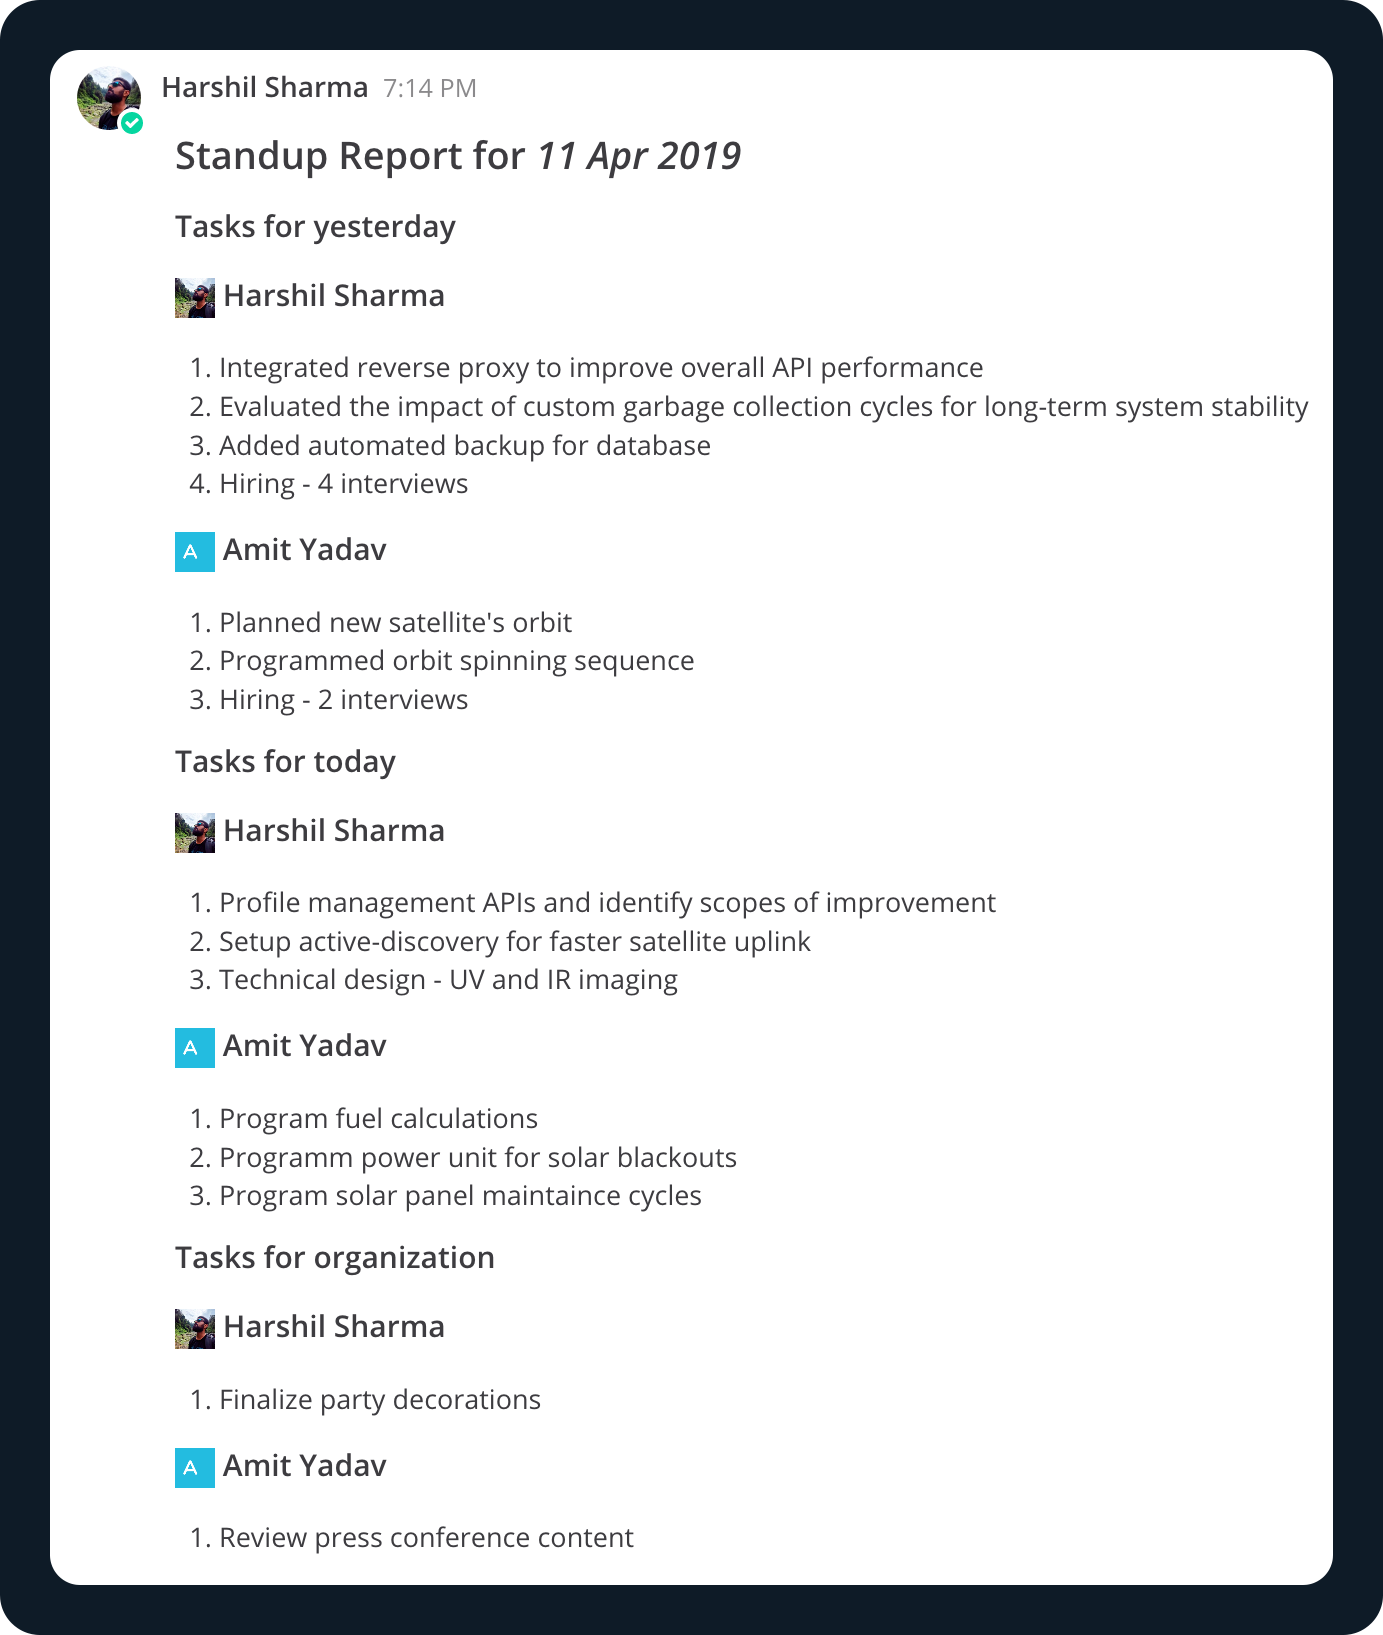 Harshil Sharma 7:14 PM
Standup Report for 11 Apr 2019
Tasks for yesterday
Harshil Sharma
1. Integrated reverse proxy to improve overall API performance
2. Evaluated the impact of custom garbage collection cycles for long-term system stability
3. Added automated backup for database
4. Hiring - 4 interviews
A Amit Yadav
1. Planned new satellite's orbit
2. Programmed orbit spinning sequence
3. Hiring - 2 interviews
Tasks for today
Harshil Sharma
1. Profile management APIs and identify scopes of improvement
2. Setup active-discovery for faster satellite uplink
3. Technical design - UV and IR imaging
A Amit Yadav
1. Program fuel calculations
2. Programm power unit for solar blackouts
3. Program solar panel maintaince cycles
Tasks for organization
Harshil Sharma
1. Finalize party decorations
A Amit Yadav
1. Review press conference content